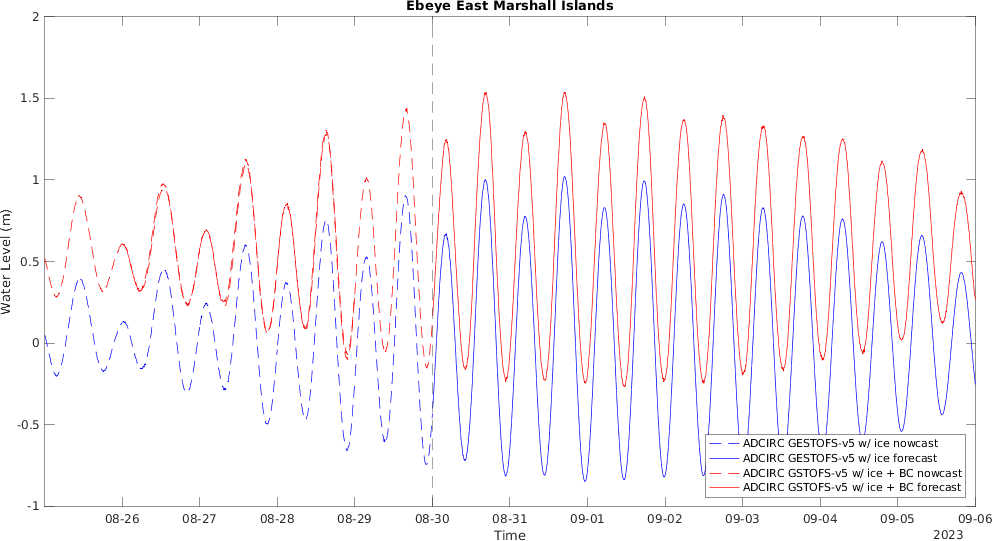 Ebeye East Marshall Islands
2
1.5
1
0.5
0
-0.5
-1
Water Level (m)
ADCIRC GESTOFS-v5 w/ ice nowcast
ADCIRC GESTOFS-v5 w/ ice forecast
ADCIRC GSTOFS-v5 w/ ice + BC nowcast
ADCIRC GSTOFS-v5 w/ ice + BC forecast
08-26 08-27 08-28 08-29 08-30 08-31 09-01 09-02 09-03 09-04 09-05 09-06
Time
2023